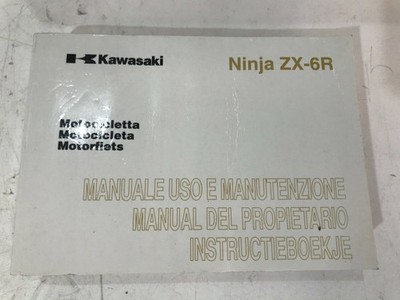 Kawasaki
Ninja ZX-6R
Motocicletta
Motocicleta
Motorfiets
MANUALE USO E MANUTENZIONE
MANUAL DEL PROPIETARIO
INSTRUCTIEBOEKJE